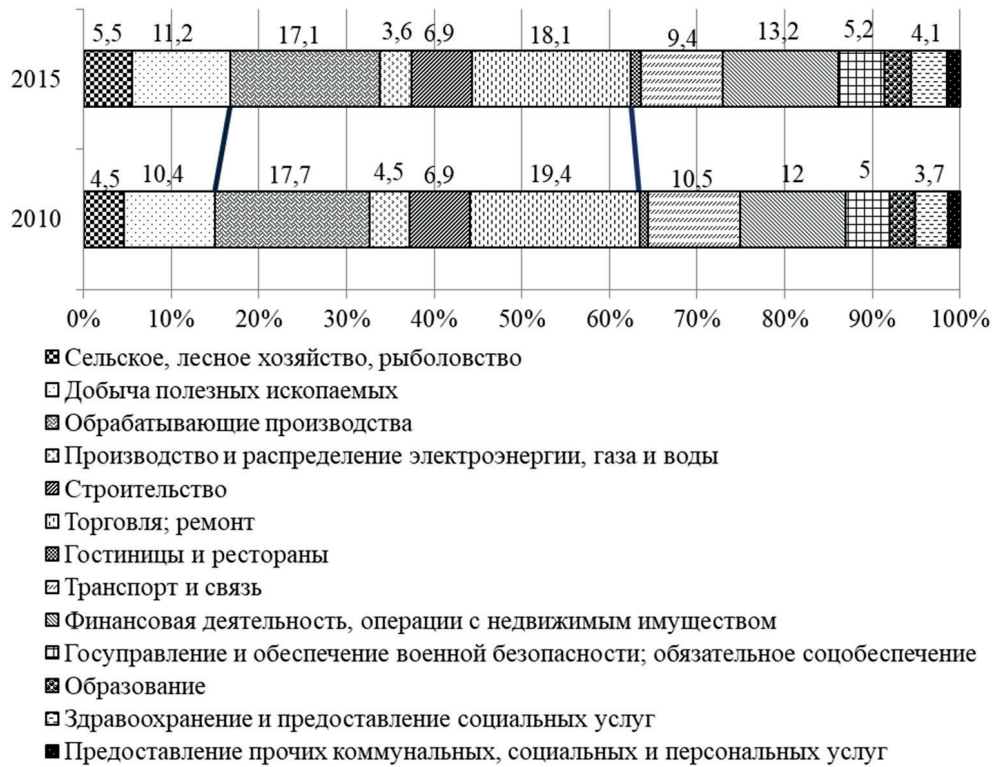 5,5 11,2 17,1 3,6 6,9 18,1 9,4 13,2 5,2 4,1
2015
4,5 10,4 17,7 4,5 6,9 19,4 10,5 12 5 3,7
2010
0% 10% 20% 30% 40% 50% 60% 70% 80% 90% 100%
Сельское, лесное хозяйство, рыболовство
Добыча полезных ископаемых
Обрабатывающие производства
Производство и распределение электроэнергии, газа и воды
Строительство
Торговля; ремонт
Гостиницы и рестораны
Транспорт и связь
Финансовая деятельность, операции с недвижимым имуществом
Госуправление и обеспечение военной безопасности; обязательное соцобеспечение
Образование
Здравоохранение и предоставление социальных услуг
Предоставление прочих коммунальных, социальных и персональных услуг